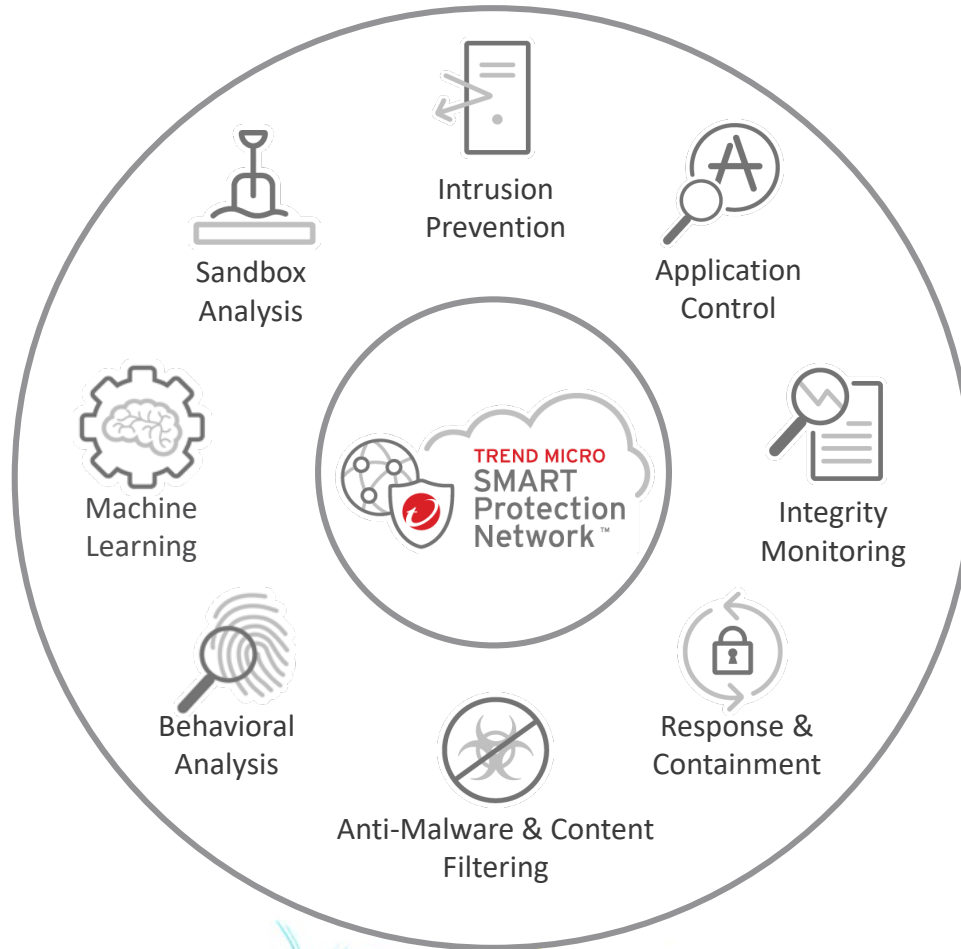 Intrusion
Prevention
Application
Control
Integrity
Monitoring
Response &
Containment
Anti-Malware & Content
Filtering
Behavioral
Analysis
Machine
Learning
Sandbox
Analysis
TREND MICRO
SMART
Protection
Network™